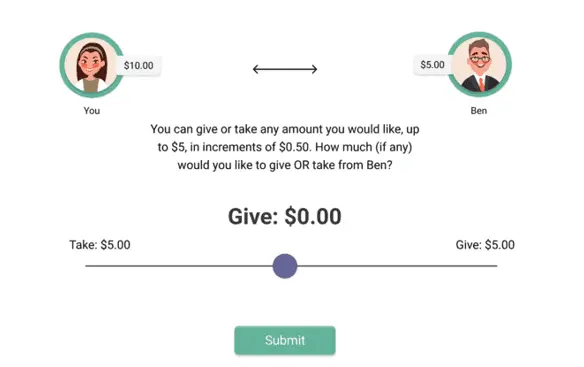 $10.00
$5.00
You
Ben
You can give or take any amount you would like, up
to $5, in increments of $0.50. How much (if any)
would you like to give OR take from Ben?
Give: $0.00
Take: $5.00
Give: $5.00
Submit